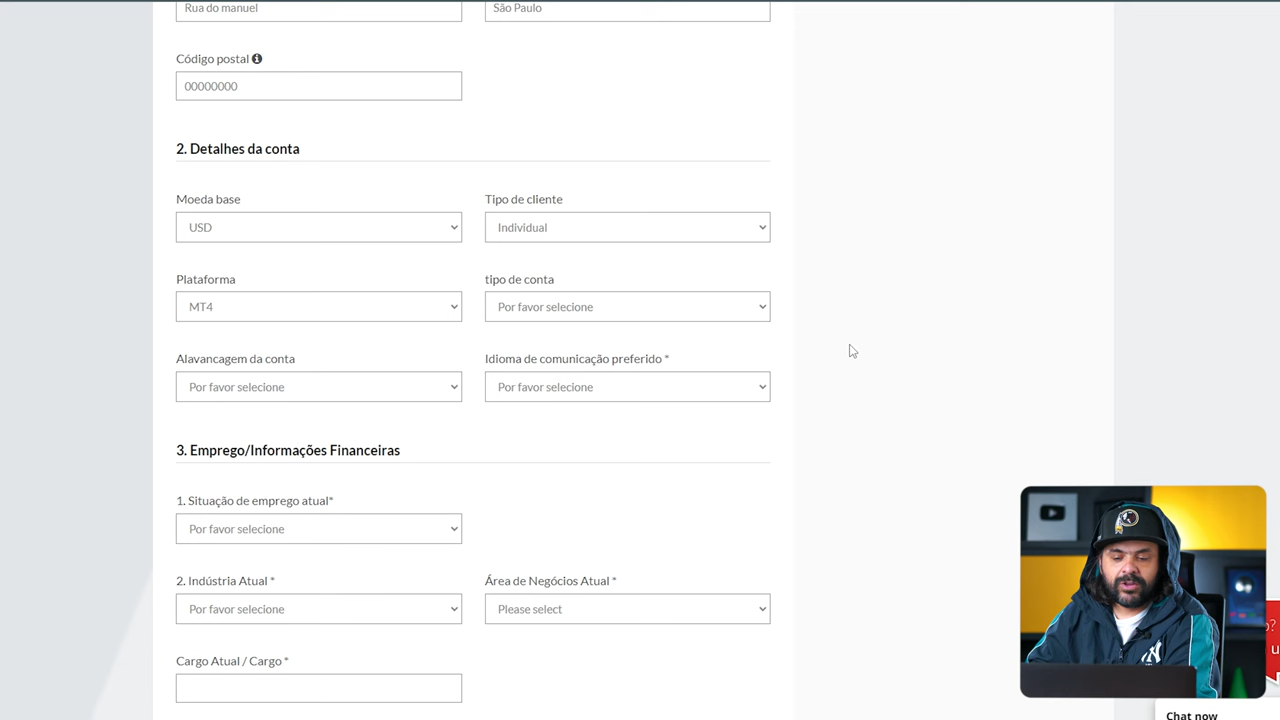 Rua do manuel
São Paulo
Código postal
00000000
2. Detalhes da conta
Moeda base
Tipo de cliente
USD
Individual
Plataforma
tipo de conta
MT4
Por favor selecione
Alavancagem da conta
Idioma de comunicação preferido *
Por favor selecione
Por favor selecione
3. Emprego/Informações Financeiras
1. Situação de emprego atual*
Por favor selecione
2. Indústria Atual *
Área de Negócios Atual *
Por favor selecione
Please select
Cargo Atual / Cargo *
Chat now